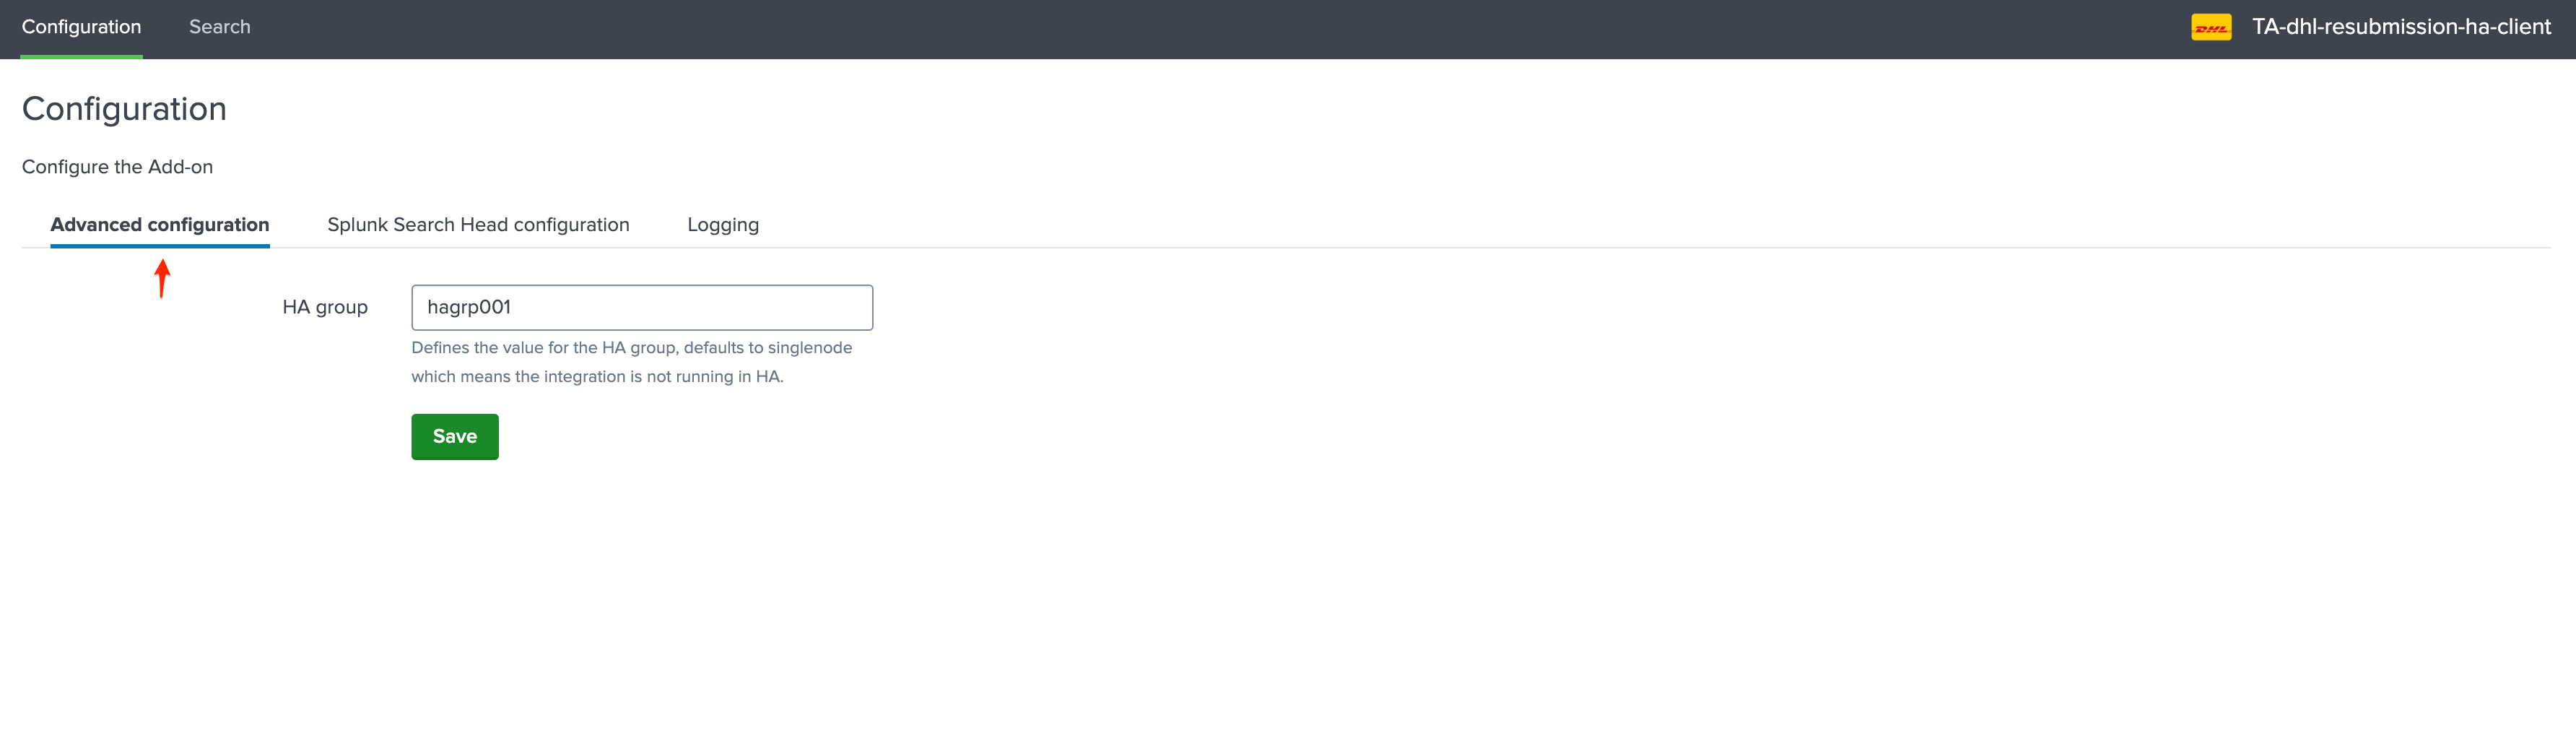 Configuration
Search
DHL
TA-dhl-resubmission-ha-client
Configuration
Configure the Add-on
Advanced configuration
Splunk Search Head configuration
Logging
HA group
hagrp001
Defines the value for the HA group, defaults to singlenode
which means the integration is not running in HA.
Save